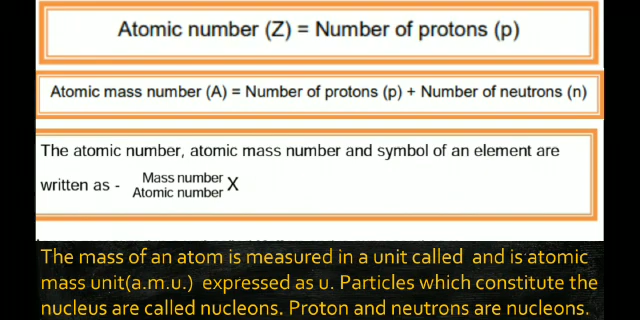 Atomic number (Z) = Number of protons (p)
Atomic mass number (A) = Number of protons (p) + Number of neutrons (n)
The atomic number, atomic mass number and symbol of an element are
written as - Mass number
Atomic number X
The mass of an atom is measured in a unit called and is atomic
mass unit(a.m.u.) expressed as u. Particles which constitute the
nucleus are called nucleons. Proton and neutrons are nucleons.